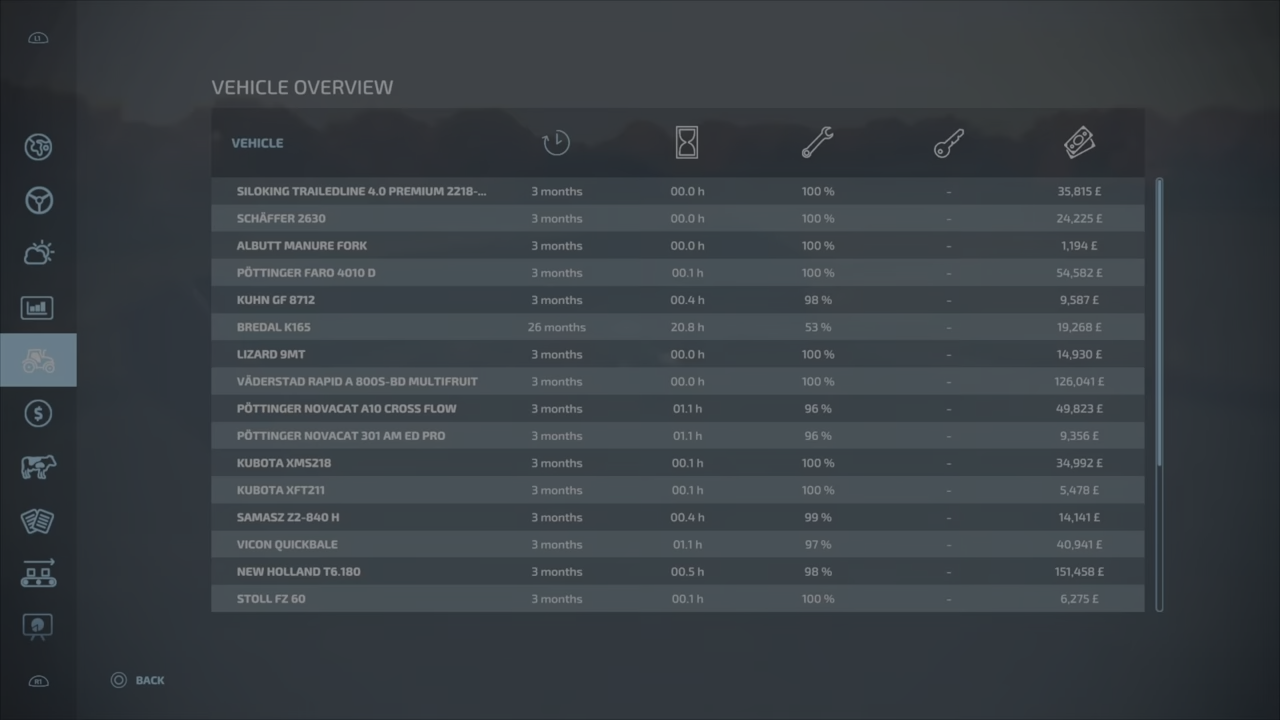 L1
VEHICLE OVERVIEW
VEHICLE
SILOKING TRAILEDLINE 4.0 PREMIUM 2218-... 3 months 00.0 h 100 % - 35,815 £
SCHÄFFER 2630 3 months 00.0 h 100 % - 24,225 £
ALBUTT MANURE FORK 3 months 00.0 h 100 % - 1,194 £
PÖTTINGER FARO 4010 D 3 months 00.1 h 100 % - 54,582 £
KUHN GF 8712 3 months 00.4 h 98 % - 9,587 £
BREDAL K165 26 months 20.8 h 53 % - 19,268 £
LIZARD 9MT 3 months 00.0 h 100 % - 14,930 £
VÄDERSTAD RAPID A 800S-BD MULTIFRUIT 3 months 00.0 h 100 % - 126,041 £
PÖTTINGER NOVACAT A10 CROSS FLOW 3 months 01.1 h 96 % - 49,823 £
PÖTTINGER NOVACAT 301 AM ED PRO 3 months 01.1 h 96 % - 9,356 £
KUBOTA XMS218 3 months 00.1 h 100 % - 34,992 £
KUBOTA XFT211 3 months 00.1 h 100 % - 5,478 £
SAMASZ Z2-840 H 3 months 00.4 h 99 % - 14,141 £
VICON QUICKBALE 3 months 01.1 h 97 % - 40,941 £
NEW HOLLAND T6.180 3 months 00.5 h 98 % - 151,458 £
STOLL FZ 60 3 months 00.1 h 100 % - 6,275 £
R1
BACK